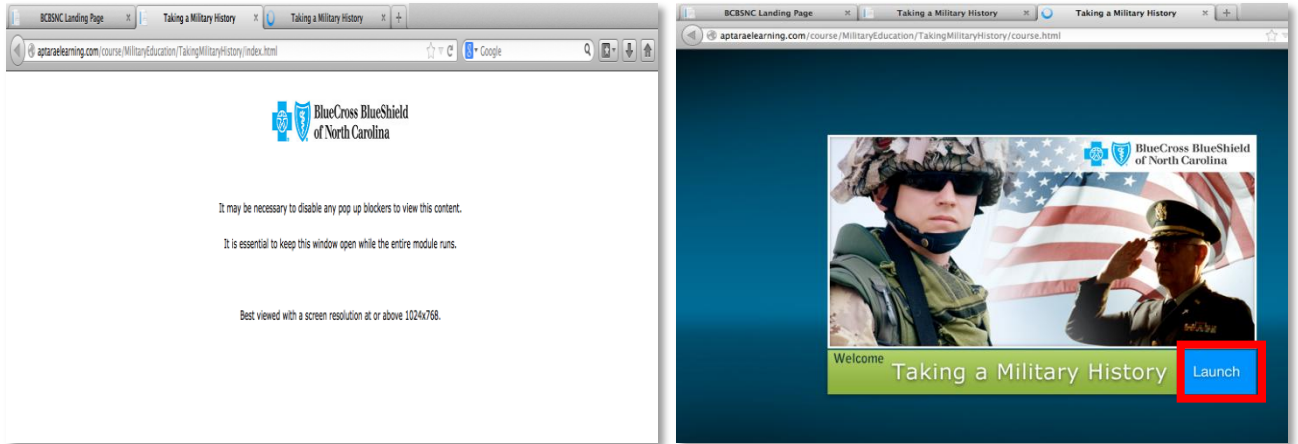 BCBSNC Landing Page
Taking a Military History
Taking a Military History
aptaraelearning.com/course/MilitaryEducation/TakingMilitaryHistory/index.html
Google
BlueCross BlueShield
of North Carolina
It may be necessary to disable any pop up blockers to view this content.
It is essential to keep this window open while the entire module runs.
Best viewed with a screen resolution at or above 1024x768.
BCBSNC Landing Page
Taking a Military History
Taking a Military History
aptaraelearning.com/course/MilitaryEducation/TakingMilitaryHistory/course.html
BlueCross BlueShield
of North Carolina
Welcome
Taking a Military History
Launch